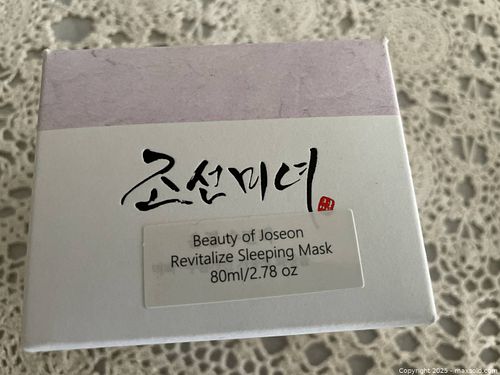 조선미녀
Beauty of Joseon
Revitalize Sleeping Mask
80ml/2.78 oz
Copyright 2025 - maxsold.com